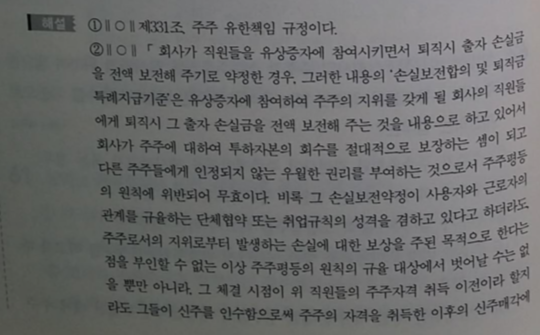 해설 ①‖○‖제331조. 주주 유한책임 규정이다.
②‖○‖「회사가 직원들을 유상증자에 참여시키면서 퇴직시 출자 손실금
을 전액 보전해 주기로 약정한 경우, 그러한 내용의 '손실보전합의 및 퇴직금
특례지급기준'은 유상증자에 참여하여 주주의 지위를 갖게 될 회사의 직원들
에게 퇴직시 그 출자 손실금을 전액 보전해 주는 것을 내용으로 하고 있어서
회사가 주주에 대하여 투하자본의 회수를 절대적으로 보장하는 셈이 되고
다른 주주들에게 인정되지 않는 우월한 권리를 부여하는 것으로서 주주평등
의 원칙에 위반되어 무효이다. 비록 그 손실보전약정이 사용자와 근로자의
관계를 규율하는 단체협약 또는 취업규칙의 성격을 겸하고 있다고 하더라도
주주로서의 지위로부터 발생하는 손실에 대한 보상을 주된 목적으로 한다는
점을 부인할 수 없는 이상 주주평등의 원칙의 규율 대상에서 벗어날 수는 없
을 뿐만 아니라, 그 체결 시점이 위 직원들의 주주자격 취득 이전이라 할지
라도 그들이 신주를 인수함으로써 주주의 자격을 취득한 이후의 신주매각에